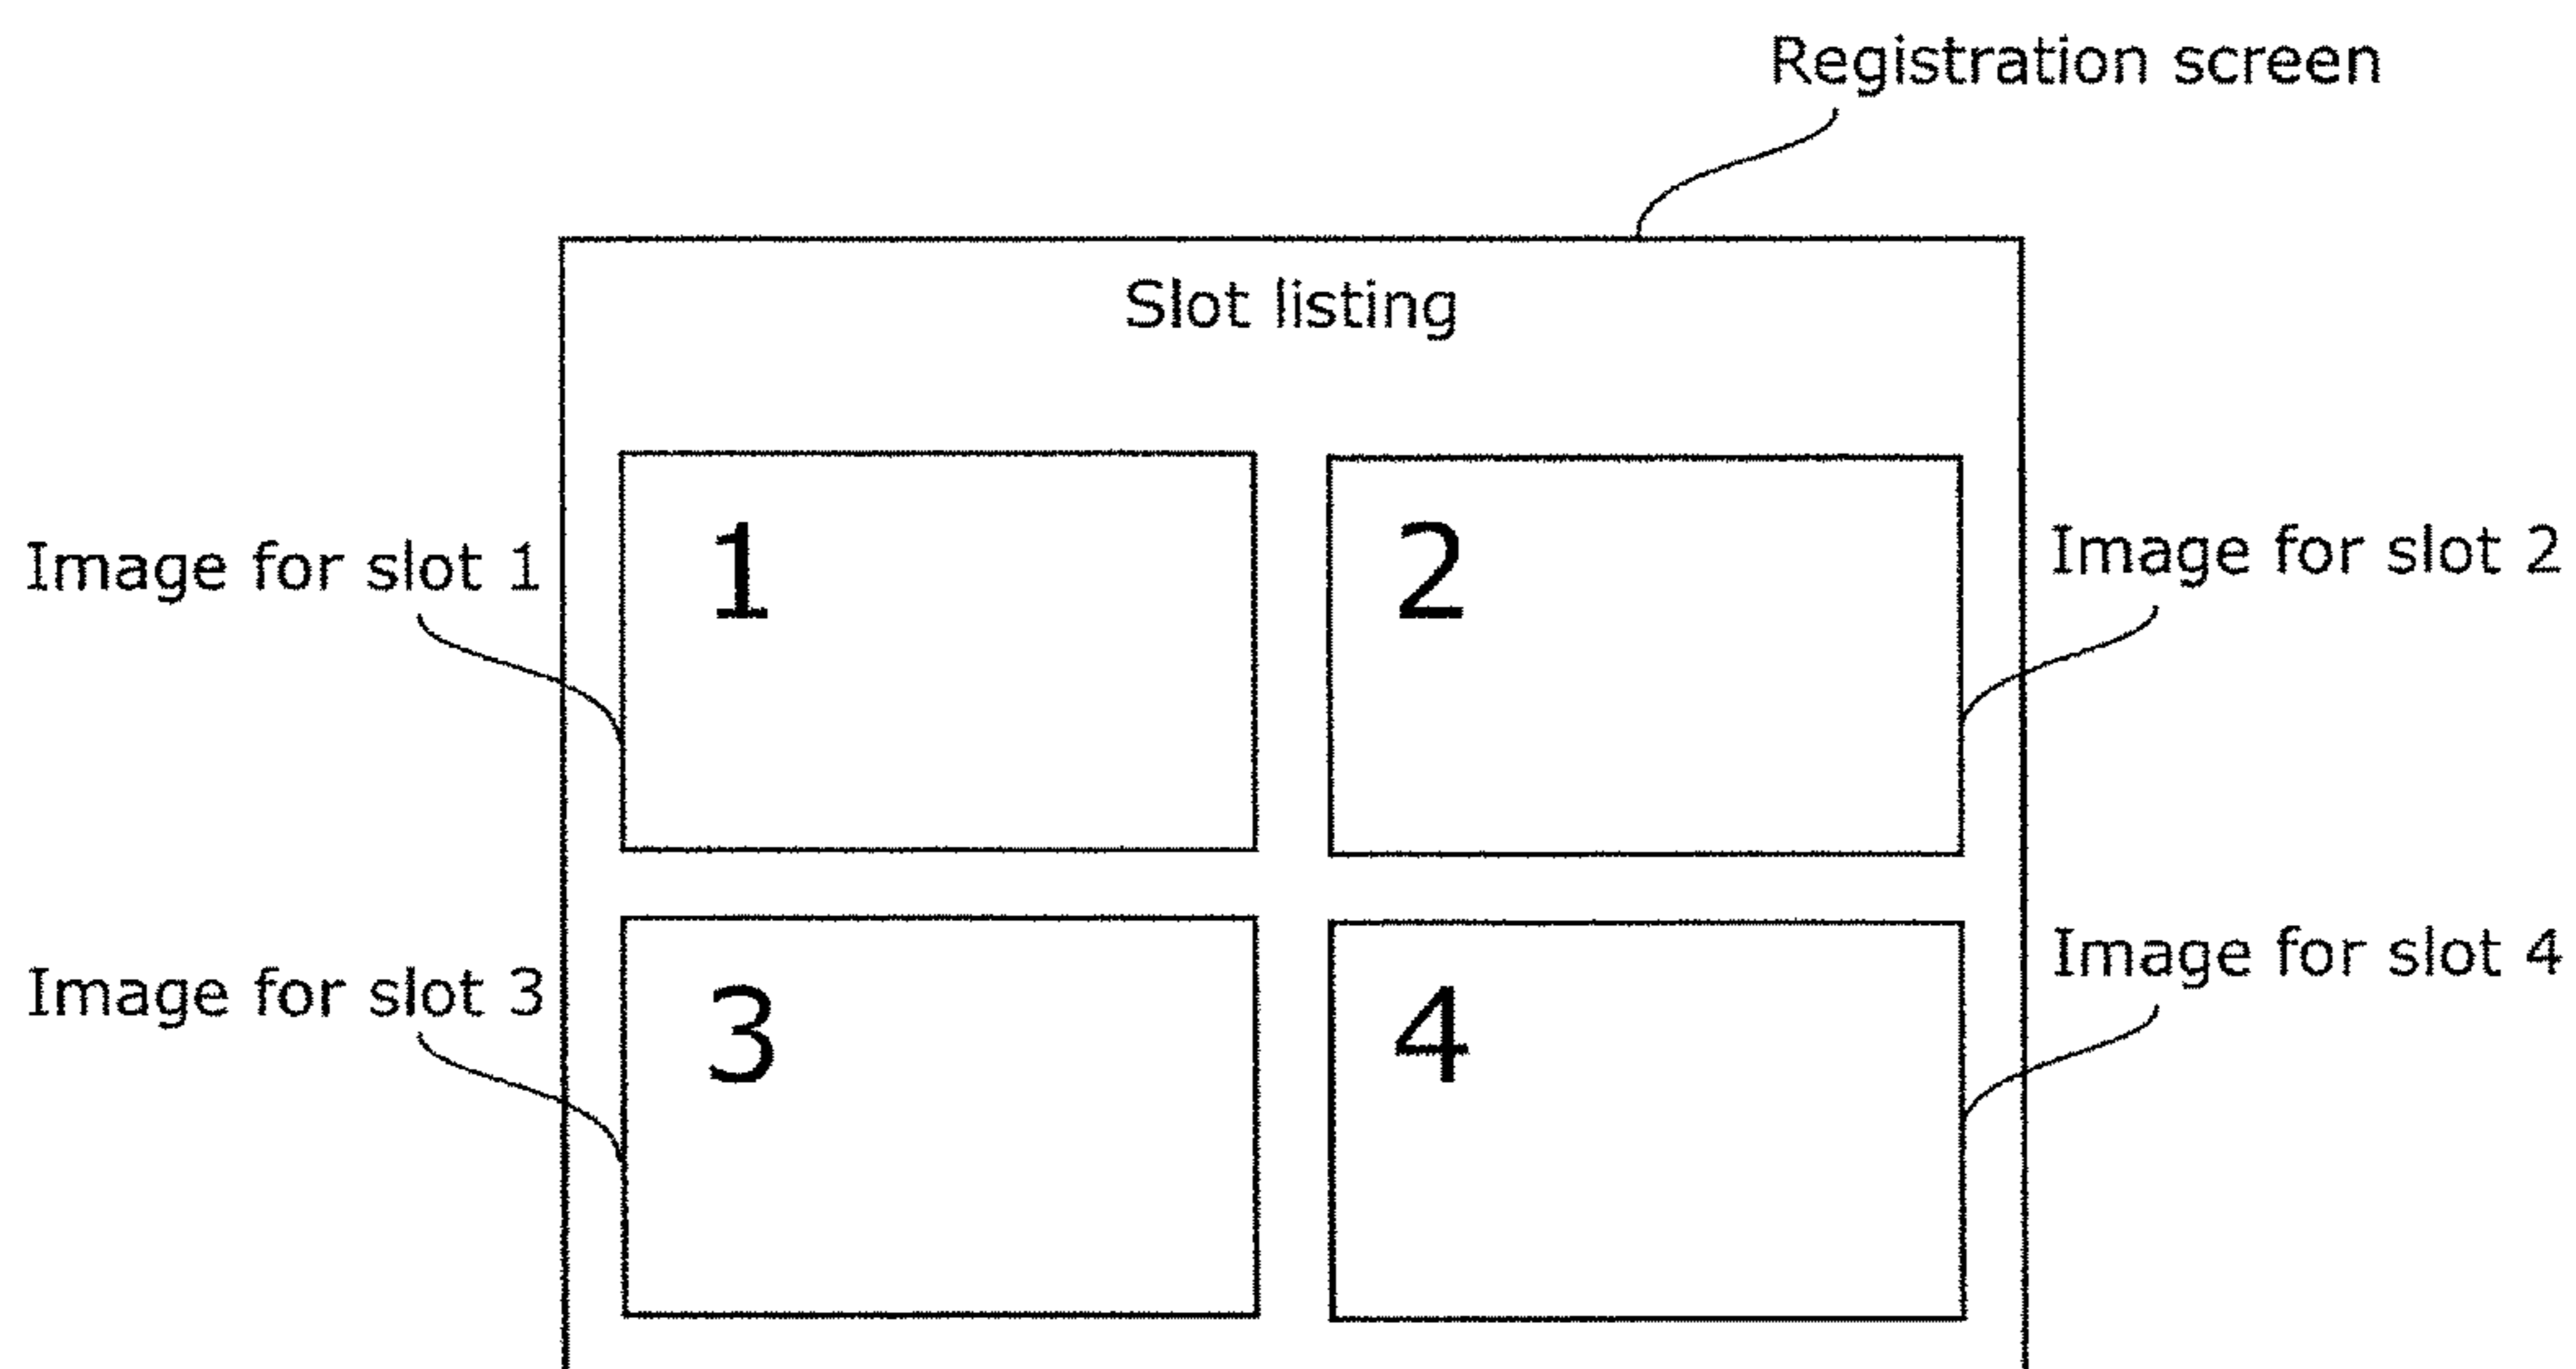 Registration screen
Slot listing
1
2
Image for slot 1
Image for slot 2
3
4
Image for slot 3
Image for slot 4